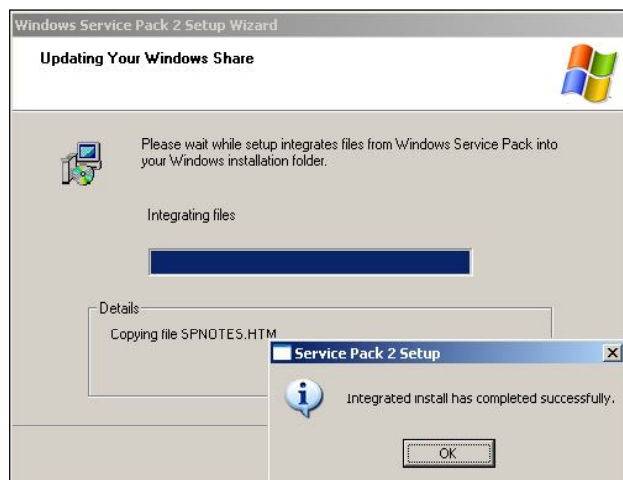 Windows Service Pack 2 Setup Wizard
Updating Your Windows Share
Please wait while setup integrates files from Windows Service Pack into
your Windows installation folder.
Integrating files
Details
Copying file SPNOTES.HTM
Service Pack 2 Setup
Integrated install has completed successfully.
OK